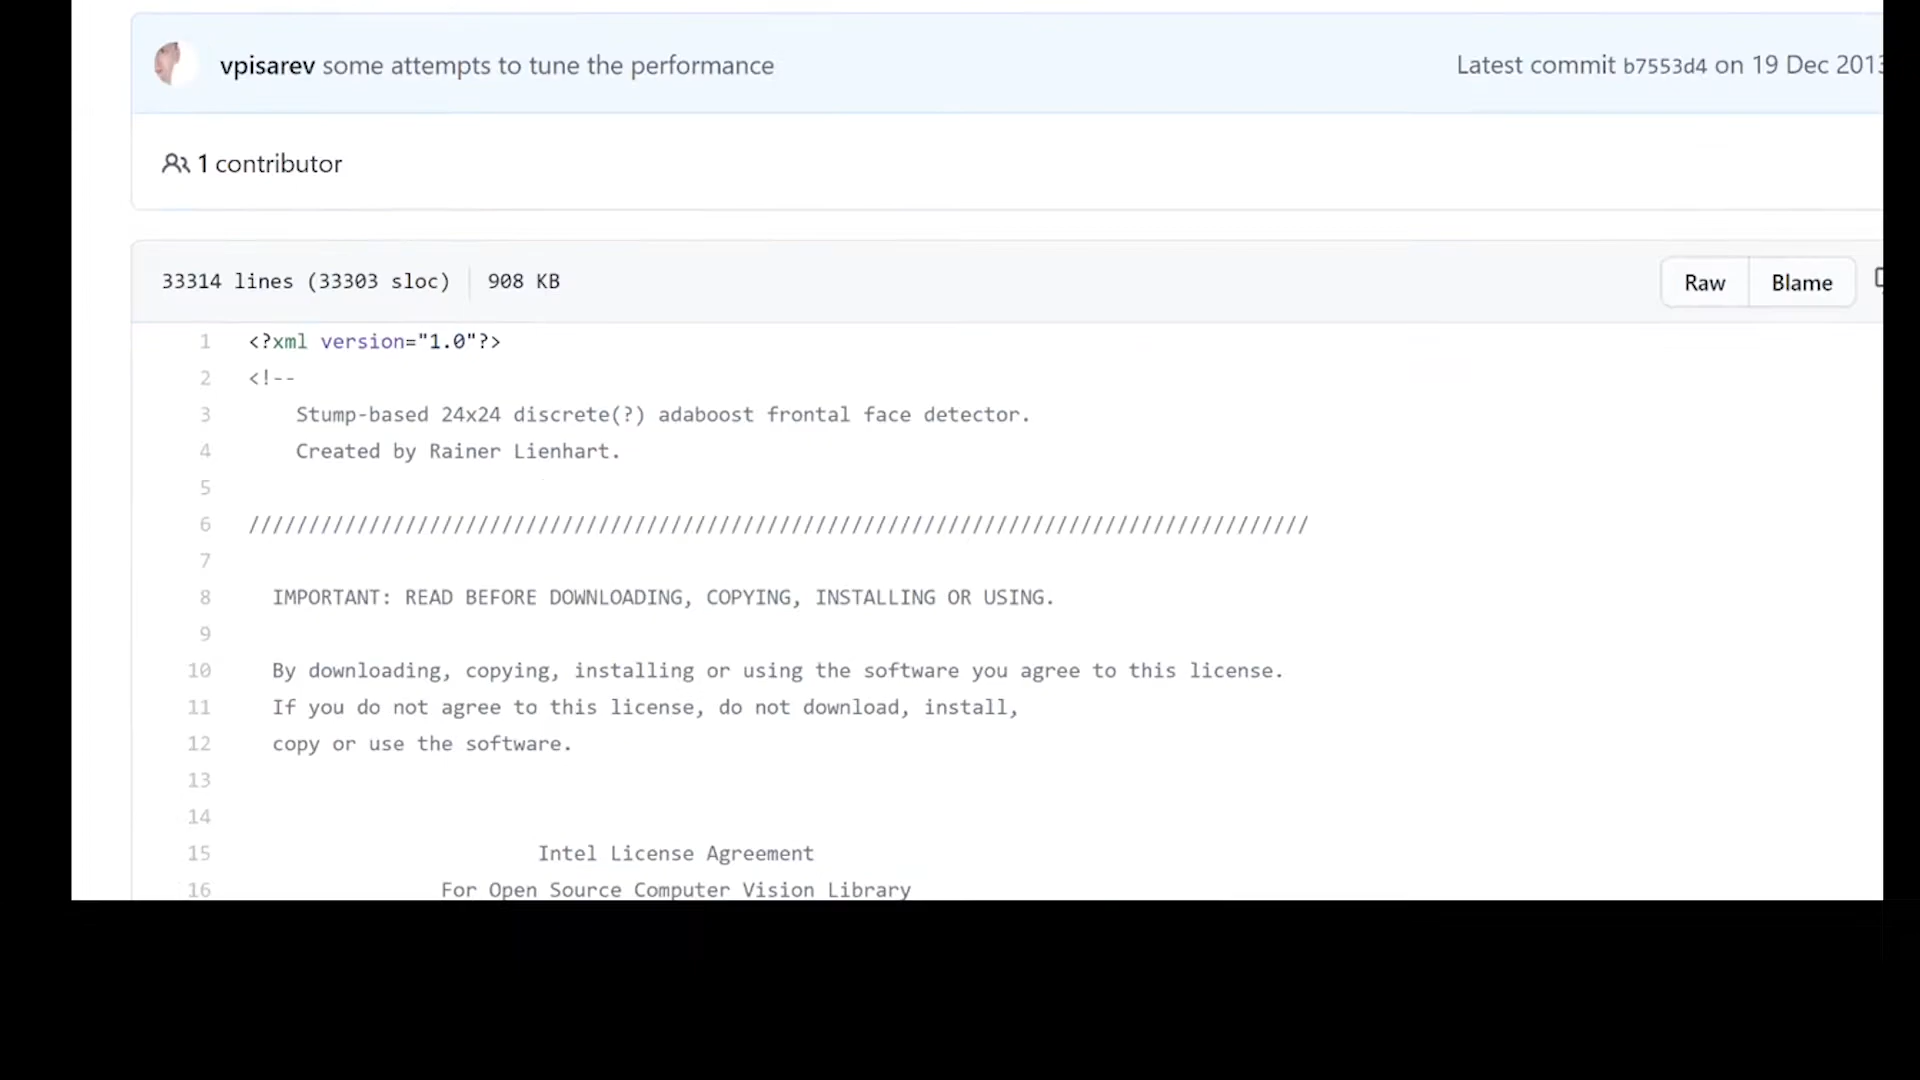 vpisarev some attempts to tune the performance
Latest commit b7553d4 on 19 Dec 2013
1 contributor
33314 lines (33303 sloc) 908 KB
Raw Blame
1 <?xml version="1.0"?>
2 <!--
3 Stump-based 24x24 discrete(?) adaboost frontal face detector.
4 Created by Rainer Lienhart.
5
6 ////////////////////////////////////////////////////////////////////////////////////////
7
8 IMPORTANT: READ BEFORE DOWNLOADING, COPYING, INSTALLING OR USING.
9
10 By downloading, copying, installing or using the software you agree to this license.
11 If you do not agree to this license, do not download, install,
12 copy or use the software.
13
14
15 Intel License Agreement
16 For Open Source Computer Vision Library